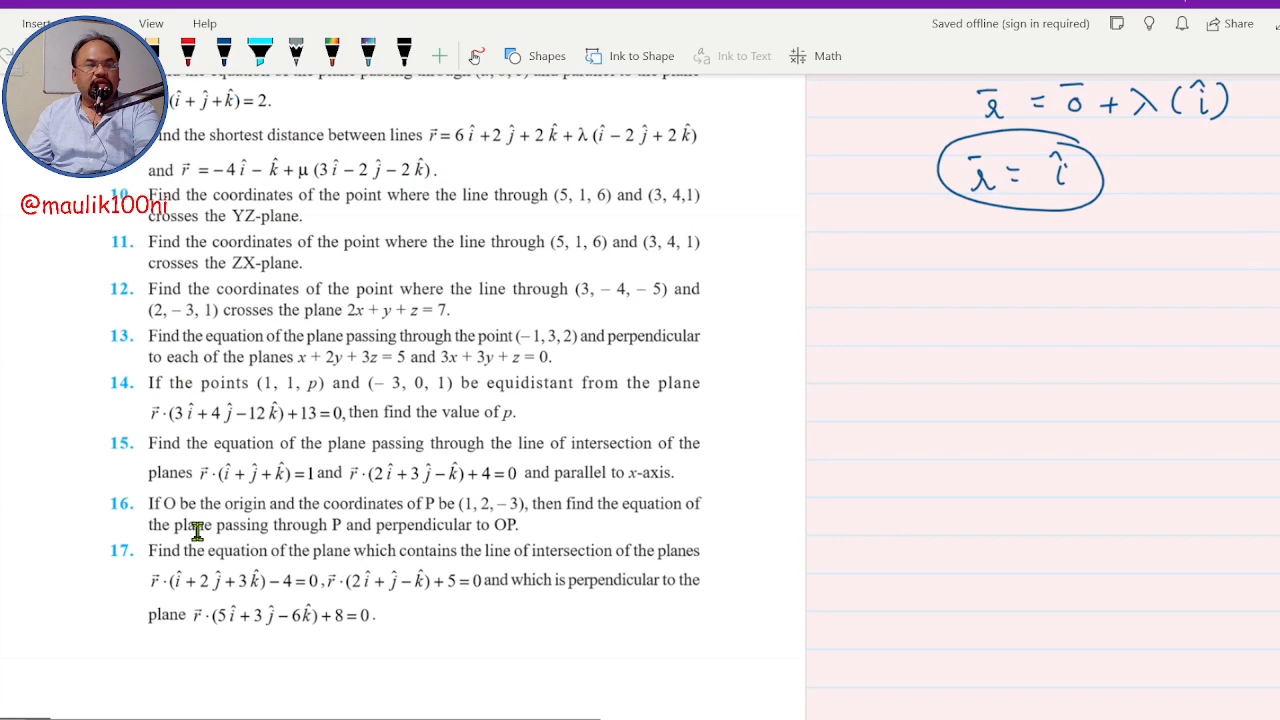 Insert View Help Saved offline (sign in required) Share
Shapes Ink to Shape Ink to Text Math
(î + ĵ + k̂) = 2.
find the shortest distance between lines r⃗ = 6 î + 2 ĵ + 2 k̂ + λ (î − 2 ĵ + 2 k̂)
and r⃗ = −4 î − k̂ + μ (3 î − 2 ĵ − 2 k̂).
10. Find the coordinates of the point where the line through (5, 1, 6) and (3, 4,1)
@maulik100ni
crosses the YZ-plane.
11. Find the coordinates of the point where the line through (5, 1, 6) and (3, 4, 1)
crosses the ZX-plane.
12. Find the coordinates of the point where the line through (3, – 4, – 5) and
(2, – 3, 1) crosses the plane 2x + y + z = 7.
13. Find the equation of the plane passing through the point (– 1, 3, 2) and perpendicular
to each of the planes x + 2y + 3z = 5 and 3x + 3y + z = 0.
14. If the points (1, 1, p) and (– 3, 0, 1) be equidistant from the plane
r⃗ · (3 î + 4 ĵ − 12 k̂) + 13 = 0, then find the value of p.
15. Find the equation of the plane passing through the line of intersection of the
planes r⃗ · (î + ĵ + k̂) = 1 and r⃗ · (2 î + 3 ĵ − k̂) + 4 = 0 and parallel to x-axis.
16. If O be the origin and the coordinates of P be (1, 2, – 3), then find the equation of
the plane passing through P and perpendicular to OP.
17. Find the equation of the plane which contains the line of intersection of the planes
r⃗ · (î + 2 ĵ + 3 k̂) − 4 = 0 , r⃗ · (2 î + ĵ − k̂) + 5 = 0 and which is perpendicular to the
plane r⃗ · (5 î + 3 ĵ − 6 k̂) + 8 = 0 .
r̄ = ō + λ ( î )
r̄ = î